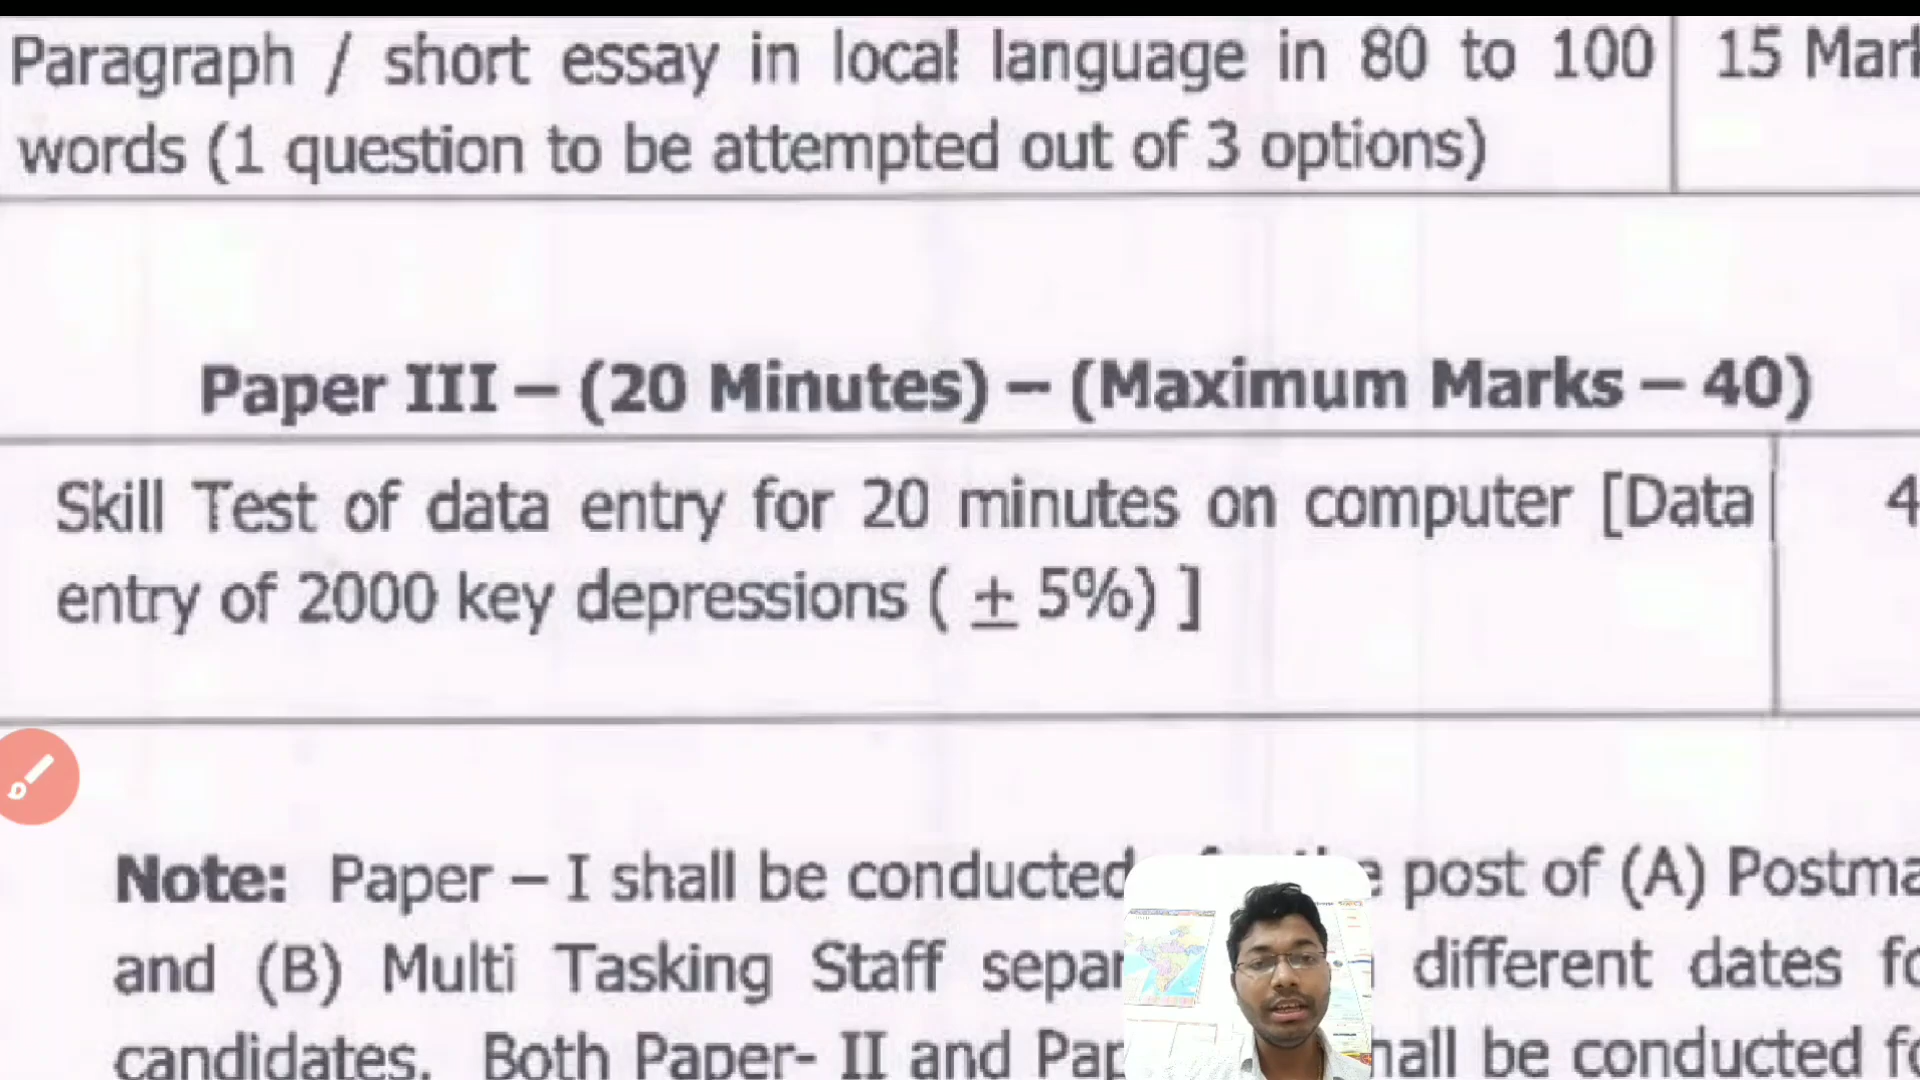 Paragraph / short essay in local language in 80 to 100 15
words (1 question to be attempted out of 3 options)
Paper III – (20 Minutes) – (Maximum Marks – 40)
Skill Test of data entry for 20 minutes on computer [Data 4
entry of 2000 key depressions ( ± 5%) ]
Note: Paper – I shall be conducted post of (A)
and (B) Multi Tasking Staff different dates
candidates. Both Paper- II and be conducted